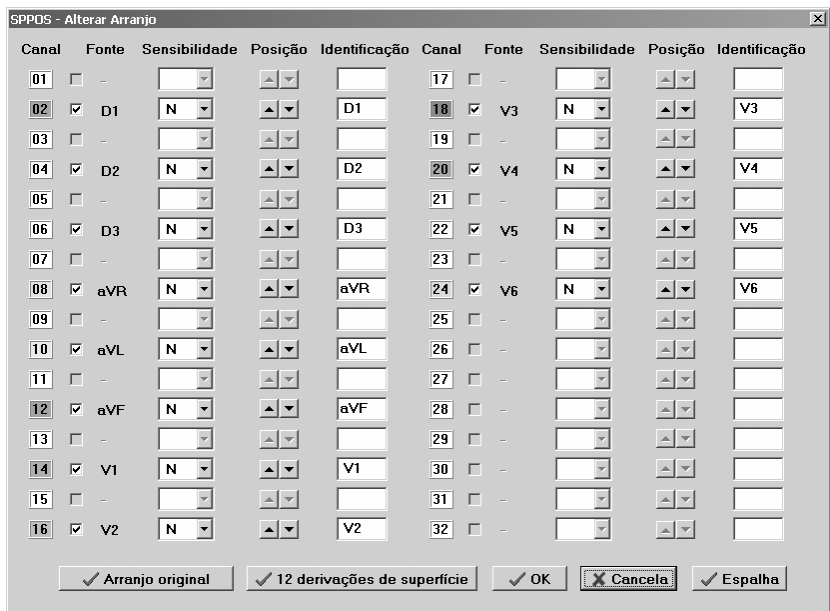 SPPOS - Alterar Arranjo
Canal Fonte Sensibilidade Posição Identificação Canal Fonte Sensibilidade Posição Identificação
01 - 17 -
02 D1 N D1 18 V3 N V3
03 - 19 -
04 D2 N D2 20 V4 N V4
05 - 21 -
06 D3 N D3 22 V5 N V5
07 - 23 -
08 aVR N aVR 24 V6 N V6
09 - 25 -
10 aVL N aVL 26 -
11 - 27 -
12 aVF N aVF 28 -
13 - 29 -
14 V1 N V1 30 -
15 - 31 -
16 V2 N V2 32 -
Arranjo original 12 derivações de superfície OK Cancela Espalha